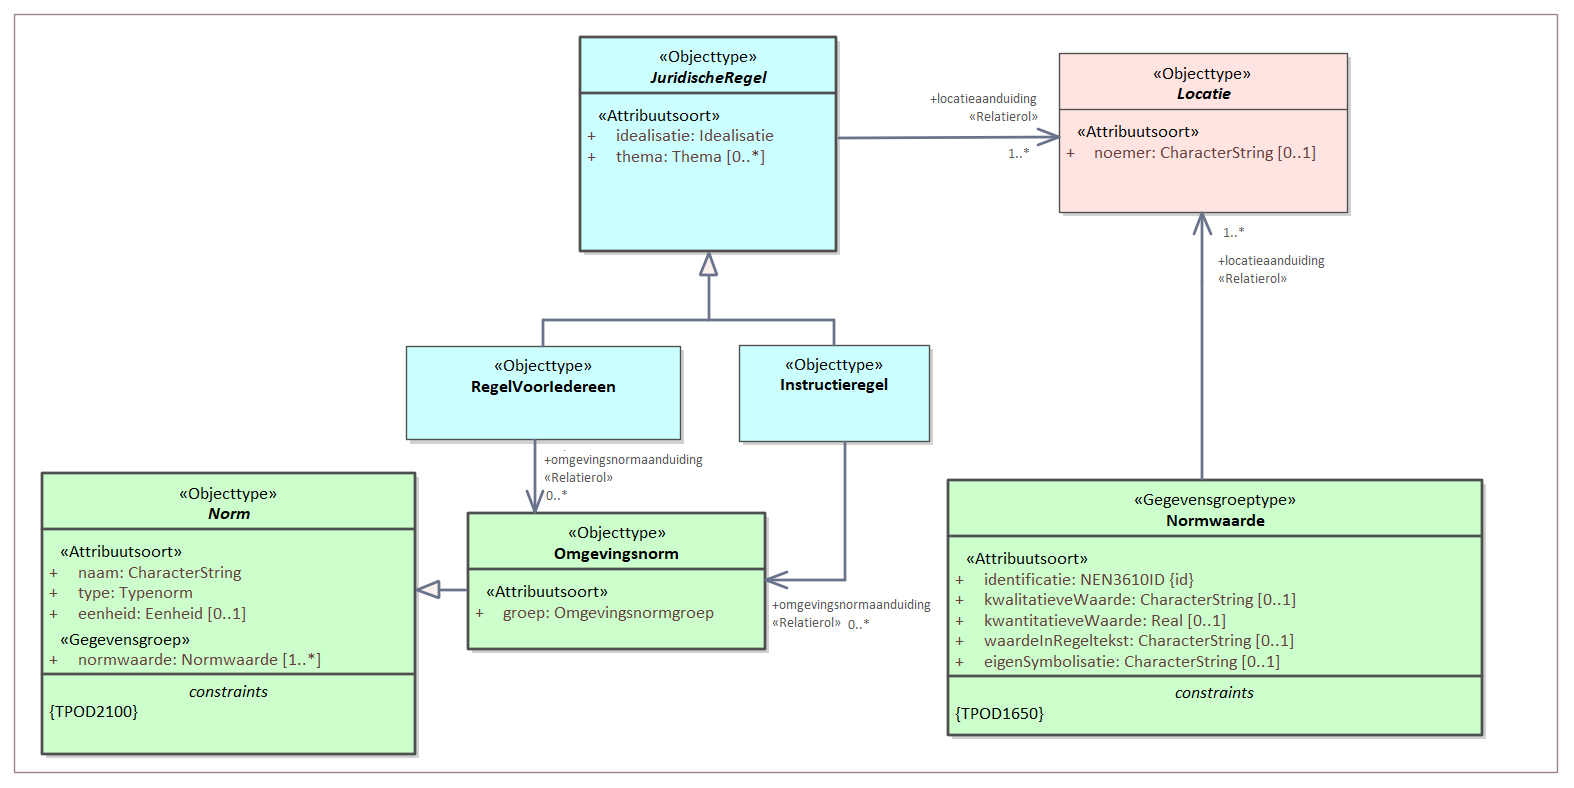 «Objecttype»
JuridischeRegel
«Attribuutsoort»
+ idealisatie: Idealisatie
+ thema: Thema [0..*]
+locatieaanduiding
«Relatierol»
1..*
«Objecttype»
Locatie
«Attribuutsoort»
+ noemer: CharacterString [0..1]
1..*
+locatieaanduiding
«Relatierol»
«Objecttype»
RegelVoorIedereen
«Objecttype»
Instructieregel
+omgevingsnormaanduiding
«Relatierol»
0..*
«Objecttype»
Norm
«Attribuutsoort»
+ naam: CharacterString
+ type: Typenorm
+ eenheid: Eenheid [0..1]
«Gegevensgroep»
+ normwaarde: Normwaarde [1..*]
constraints
{TPOD2100}
«Objecttype»
Omgevingsnorm
«Attribuutsoort»
+ groep: Omgevingsnormgroep
+omgevingsnormaanduiding
«Relatierol» 0..*
«Gegevensgroeptype»
Normwaarde
«Attribuutsoort»
+ identificatie: NEN3610ID {id}
+ kwalitatieveWaarde: CharacterString [0..1]
+ kwantitatieveWaarde: Real [0..1]
+ waardeInRegeltekst: CharacterString [0..1]
+ eigenSymbolisatie: CharacterString [0..1]
constraints
{TPOD1650}